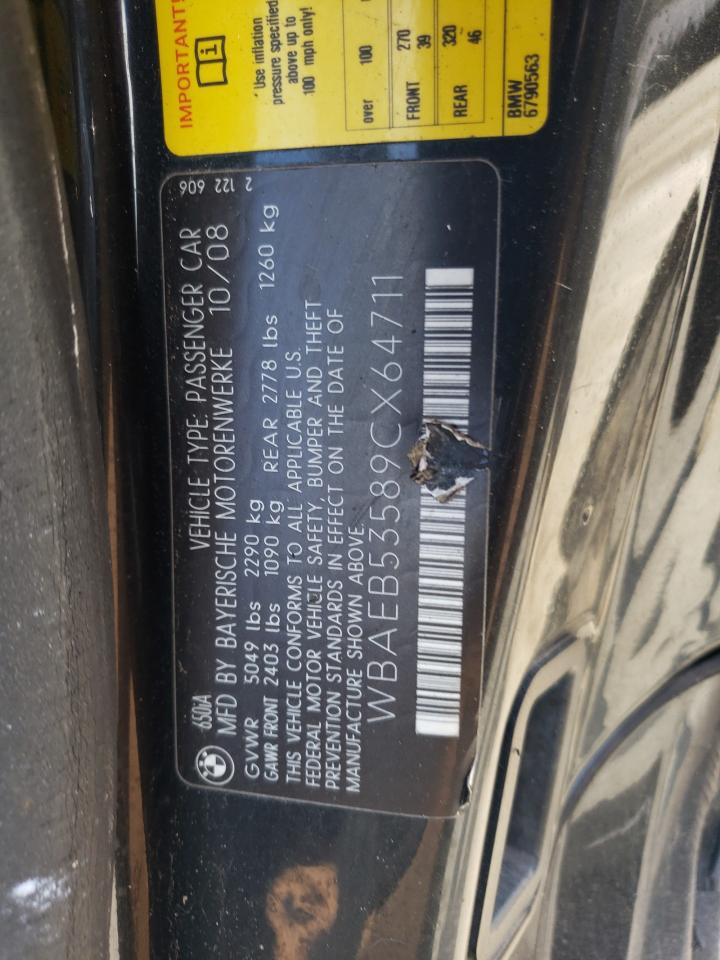 650iA
VEHICLE TYPE: PASSENGER CAR
MFD BY BAYERISCHE MOTORENWERKE 10/08
GVWR 5049 lbs 2290 kg
GAWR FRONT 2403 lbs 1090 kg REAR 2778 lbs 1260 kg
THIS VEHICLE CONFORMS TO ALL APPLICABLE U.S.
FEDERAL MOTOR VEHICLE SAFETY, BUMPER AND THEFT
PREVENTION STANDARDS IN EFFECT ON THE DATE OF
MANUFACTURE SHOWN ABOVE.
WBAEB53589CX64711
2 122 606
IMPORTANT!
i
* Use inflation
pressure specified
above up to
100 mph only!
over 100
FRONT 270
39
REAR 320
46
BMW
6790563